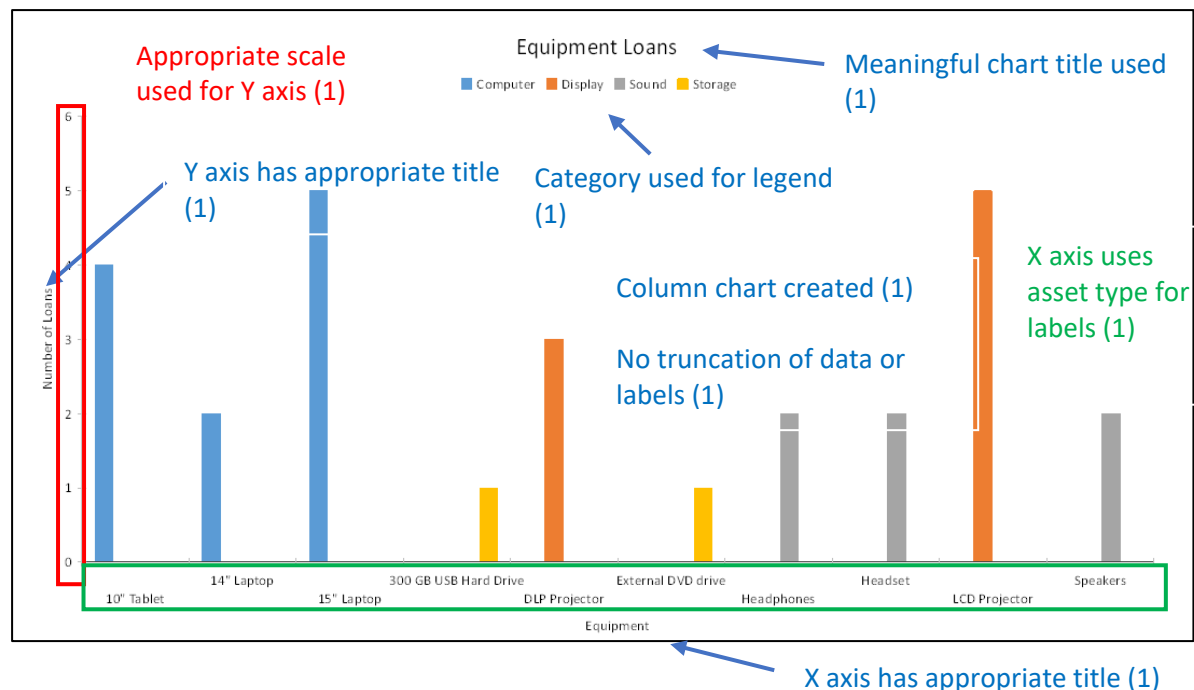 Equipment Loans
Computer Display Sound Storage
Appropriate scale
used for Y axis (1)
Meaningful chart title used
(1)
Y axis has appropriate title
(1)
Category used for legend
(1)
Column chart created (1)
No truncation of data or
labels (1)
X axis uses
asset type for
labels (1)
Number of Loans
6
5
4
3
2
1
0
14" Laptop 300 GB USB Hard Drive External DVD drive Headset Speakers
10" Tablet 15" Laptop DLP Projector Headphones LCD Projector
Equipment
X axis has appropriate title (1)